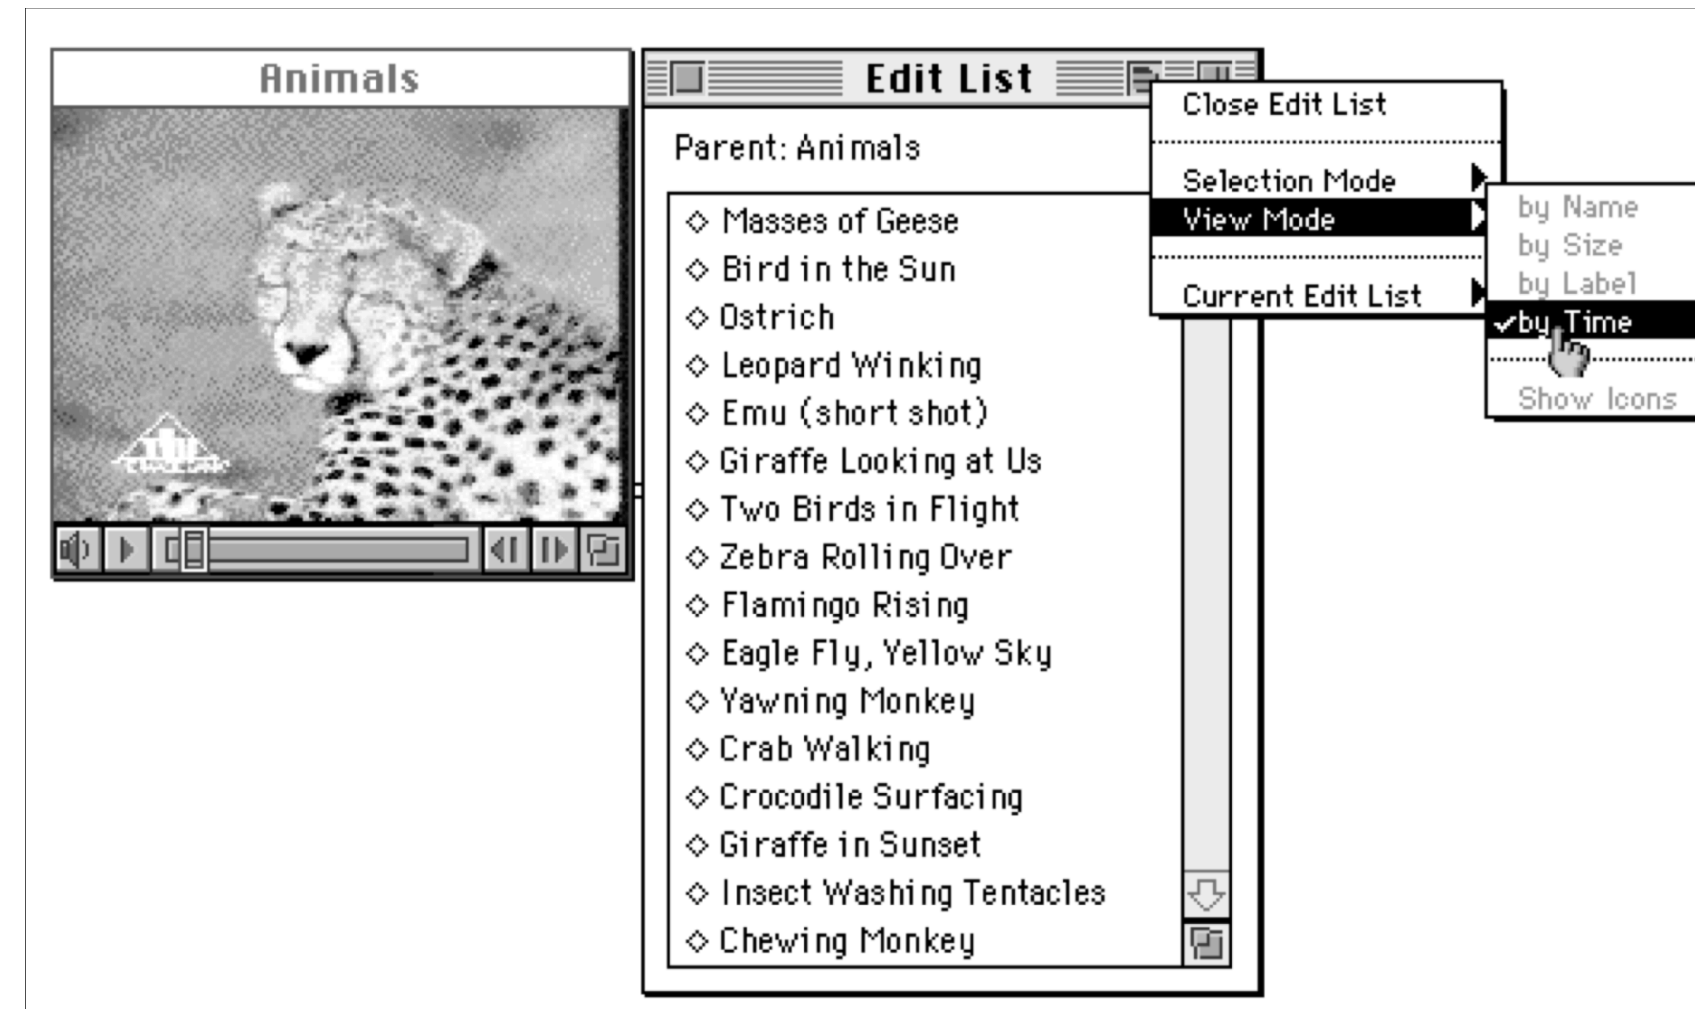 Animals
Edit List
Parent: Animals
Masses of Geese
Bird in the Sun
Ostrich
Leopard Winking
Emu (short shot)
Giraffe Looking at Us
Two Birds in Flight
Zebra Rolling Over
Flamingo Rising
Eagle Fly, Yellow Sky
Yawning Monkey
Crab Walking
Crocodile Surfacing
Giraffe in Sunset
Insect Washing Tentacles
Chewing Monkey
Close Edit List
Selection Mode
View Mode
Current Edit List
by Name
by Size
by Label
by Time
Show Icons